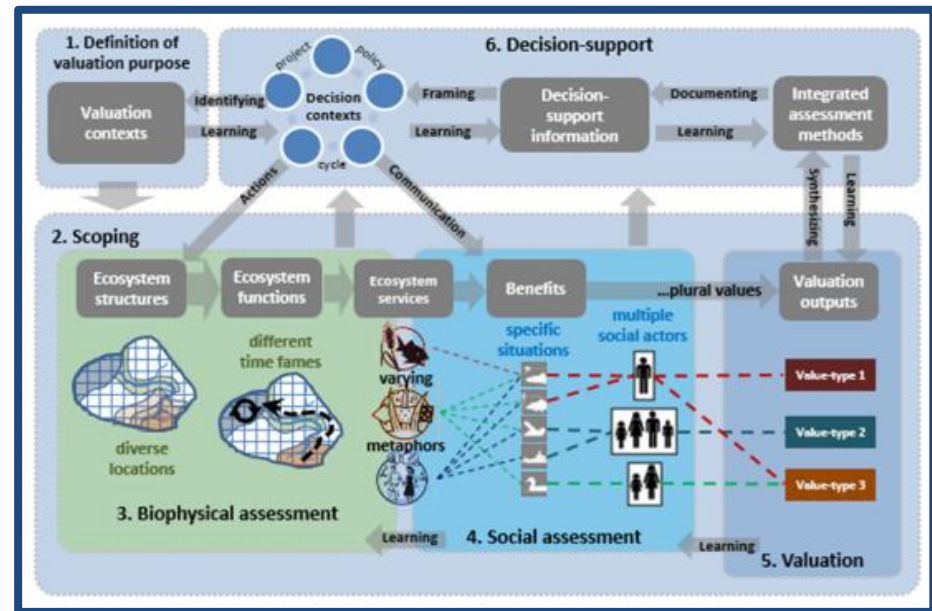 1. Definition of
valuation purpose
Valuation
contexts
6. Decision-support
project
policy
cycle
Decision
contexts
Identifying
Learning
Framing
Learning
Decision-
support
information
Documenting
Learning
Integrated
assessment
methods
Actions
Communication
Synthesizing
Learning
2. Scoping
Ecosystem
structures
Ecosystem
functions
Ecosystem
services
Benefits
...plural values
Valuation
outputs
different
time fames
diverse
locations
varying
metaphors
specific
situations
multiple
social actors
Value-type 1
Value-type 2
Value-type 3
3. Biophysical assessment
Learning
4. Social assessment
Learning
5. Valuation